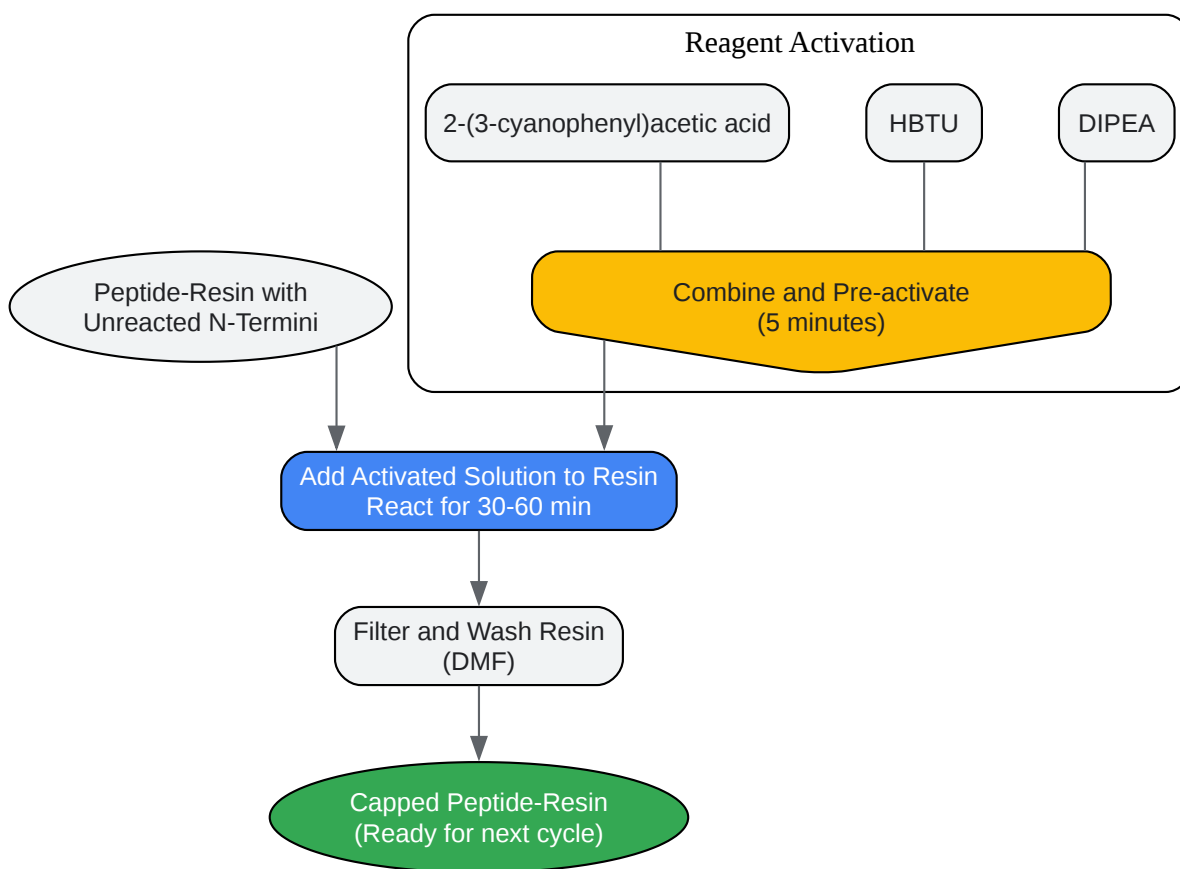 Reagent Activation
2-(3-cyanophenyl)acetic acid
HBTU
DIPEA
Peptide-Resin with
Unreacted N-Termini
Combine and Pre-activate
(5 minutes)
Add Activated Solution to Resin
React for 30-60 min
Filter and Wash Resin
(DMF)
Capped Peptide-Resin
(Ready for next cycle)